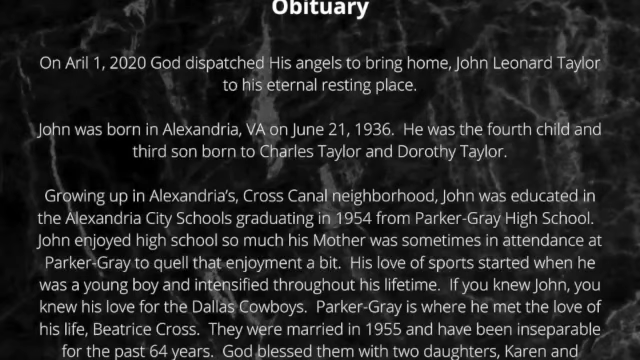 Obituary
On Aril 1, 2020 God dispatched His angels to bring home, John Leonard Taylor
to his eternal resting place.
John was born in Alexandria, VA on June 21, 1936. He was the fourth child and
third son born to Charles Taylor and Dorothy Taylor.
Growing up in Alexandria's, Cross Canal neighborhood, John was educated in
the Alexandria City Schools graduating in 1954 from Parker-Gray High School.
John enjoyed high school so much his Mother was sometimes in attendance at
Parker-Gray to quell that enjoyment a bit. His love of sports started when he
was a young boy and intensified throughout his lifetime. If you knew John, you
knew his love for the Dallas Cowboys. Parker-Gray is where he met the love of
his life, Beatrice Cross. They were married in 1955 and have been inseparable
for the past 64 years. God blessed them with two daughters, Karen and